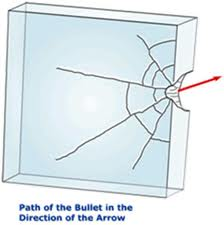 Path of the Bullet in the
Direction of the Arrow